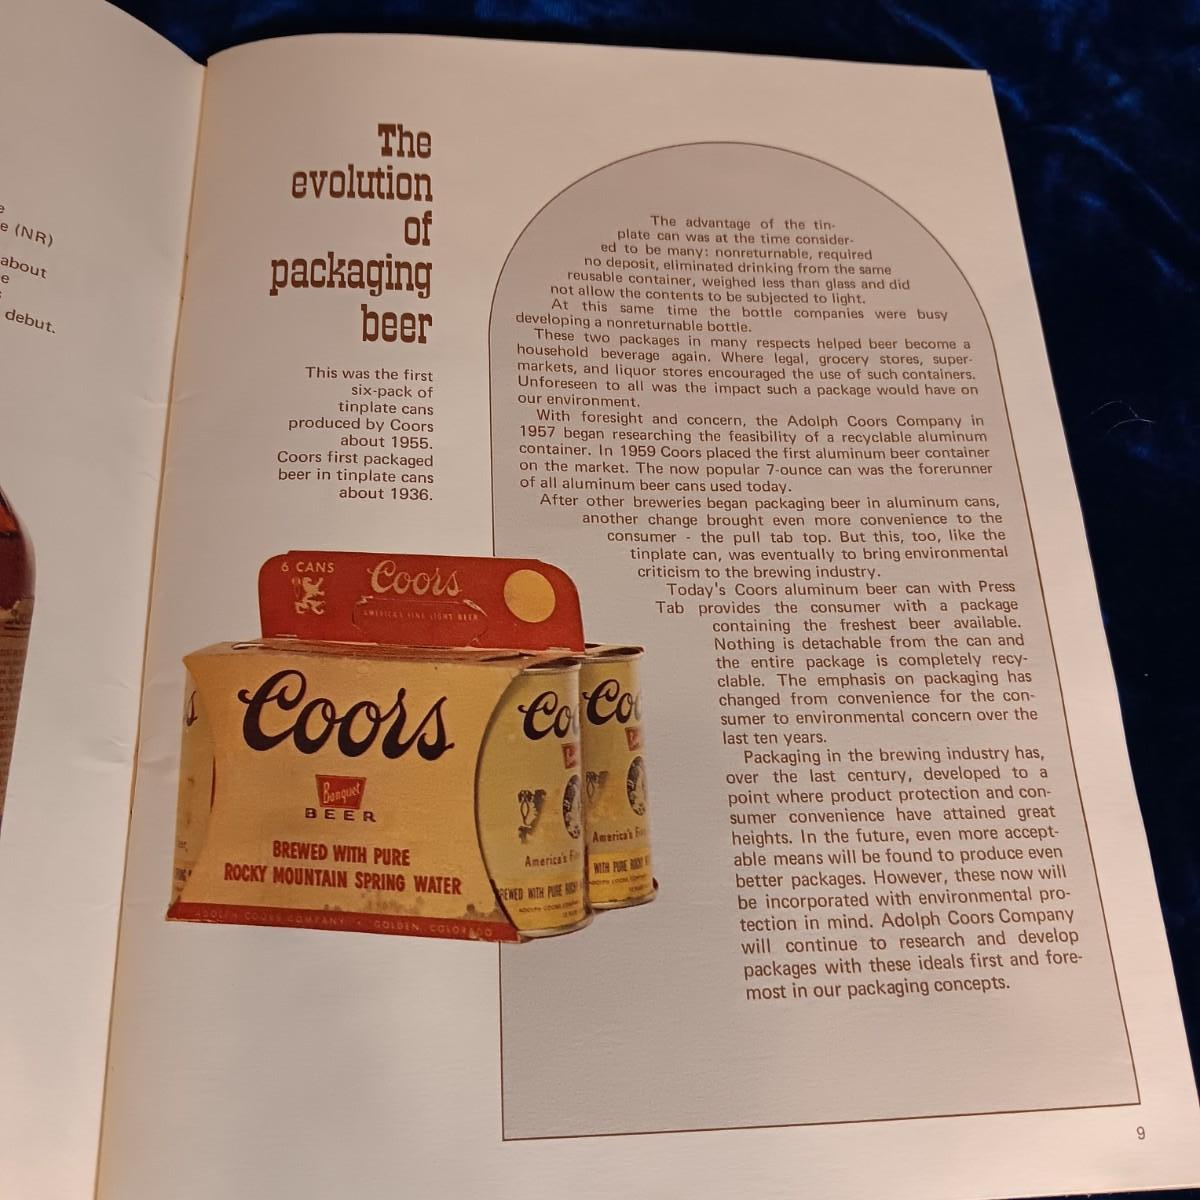 e (NR)
about
e
debut.
The
evolution
of
packaging
beer
This was the first
six-pack of
tinplate cans
produced by Coors
about 1955.
Coors first packaged
beer in tinplate cans
about 1936.
6 CANS
Coors
AMERICA'S FINE LIGHT BEER
Coors
Banquet
BEER
BREWED WITH PURE
ROCKY MOUNTAIN SPRING WATER
ADOLPH COORS COMPANY • GOLDEN, COLORADO
Co
America's Fi
EWED WITH PURE RO
Coo
America's Fin
WITH PURE ROCKY
The advantage of the tin-
plate can was at the time consider-
ed to be many: nonreturnable, required
no deposit, eliminated drinking from the same
reusable container, weighed less than glass and did
not allow the contents to be subjected to light.
At this same time the bottle companies were busy
developing a nonreturnable bottle.
These two packages in many respects helped beer become a
household beverage again. Where legal, grocery stores, super-
markets, and liquor stores encouraged the use of such containers.
Unforeseen to all was the impact such a package would have on
our environment.
With foresight and concern, the Adolph Coors Company in
1957 began researching the feasibility of a recyclable aluminum
container. In 1959 Coors placed the first aluminum beer container
on the market. The now popular 7-ounce can was the forerunner
of all aluminum beer cans used today.
After other breweries began packaging beer in aluminum cans,
another change brought even more convenience to the
consumer - the pull tab top. But this, too, like the
tinplate can, was eventually to bring environmental
criticism to the brewing industry.
Today's Coors aluminum beer can with Press
Tab provides the consumer with a package
containing the freshest beer available.
Nothing is detachable from the can and
the entire package is completely recy-
clable. The emphasis on packaging has
changed from convenience for the con-
sumer to environmental concern over the
last ten years.
Packaging in the brewing industry has,
over the last century, developed to a
point where product protection and con-
sumer convenience have attained great
heights. In the future, even more accept-
able means will be found to produce even
better packages. However, these now will
be incorporated with environmental pro-
tection in mind. Adolph Coors Company
will continue to research and develop
packages with these ideals first and fore-
most in our packaging concepts.
9